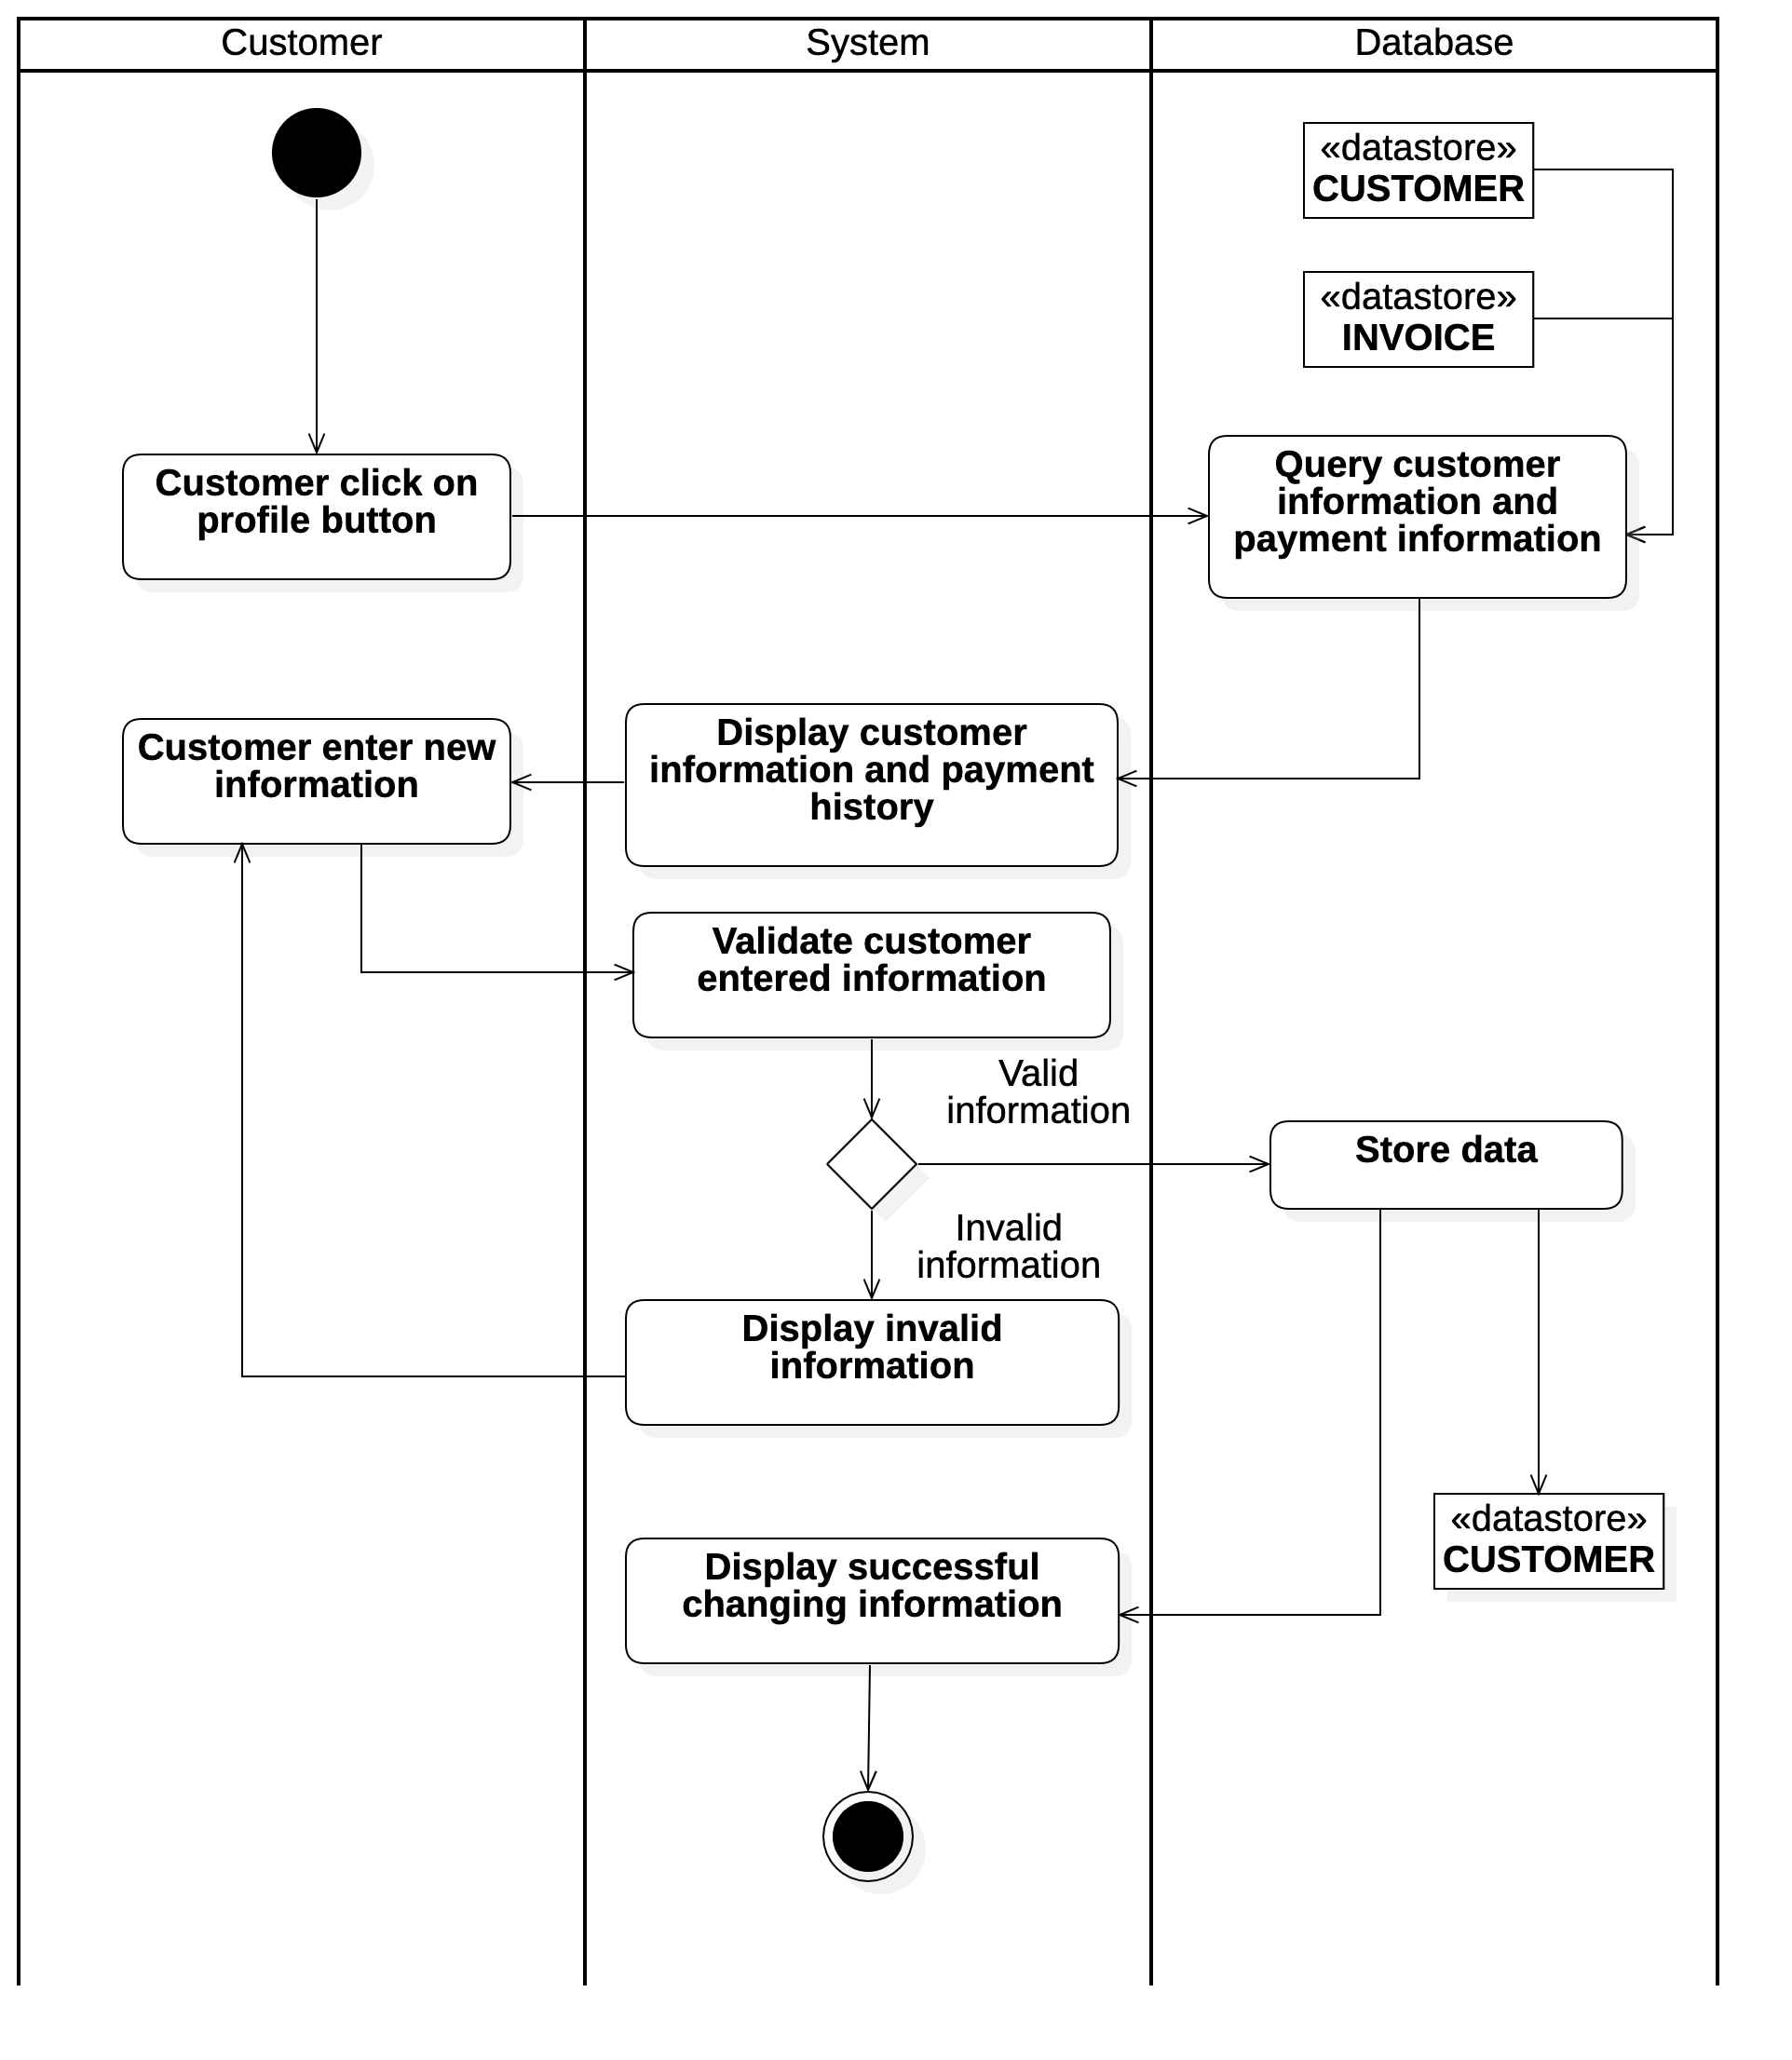 Customer
System
Database
«datastore»
CUSTOMER
«datastore»
INVOICE
Customer click on
profile button
Query customer
information and
payment information
Customer enter new
information
Display customer
information and payment
history
Validate customer
entered information
Valid
information
Store data
Invalid
information
Display invalid
information
«datastore»
CUSTOMER
Display successful
changing information